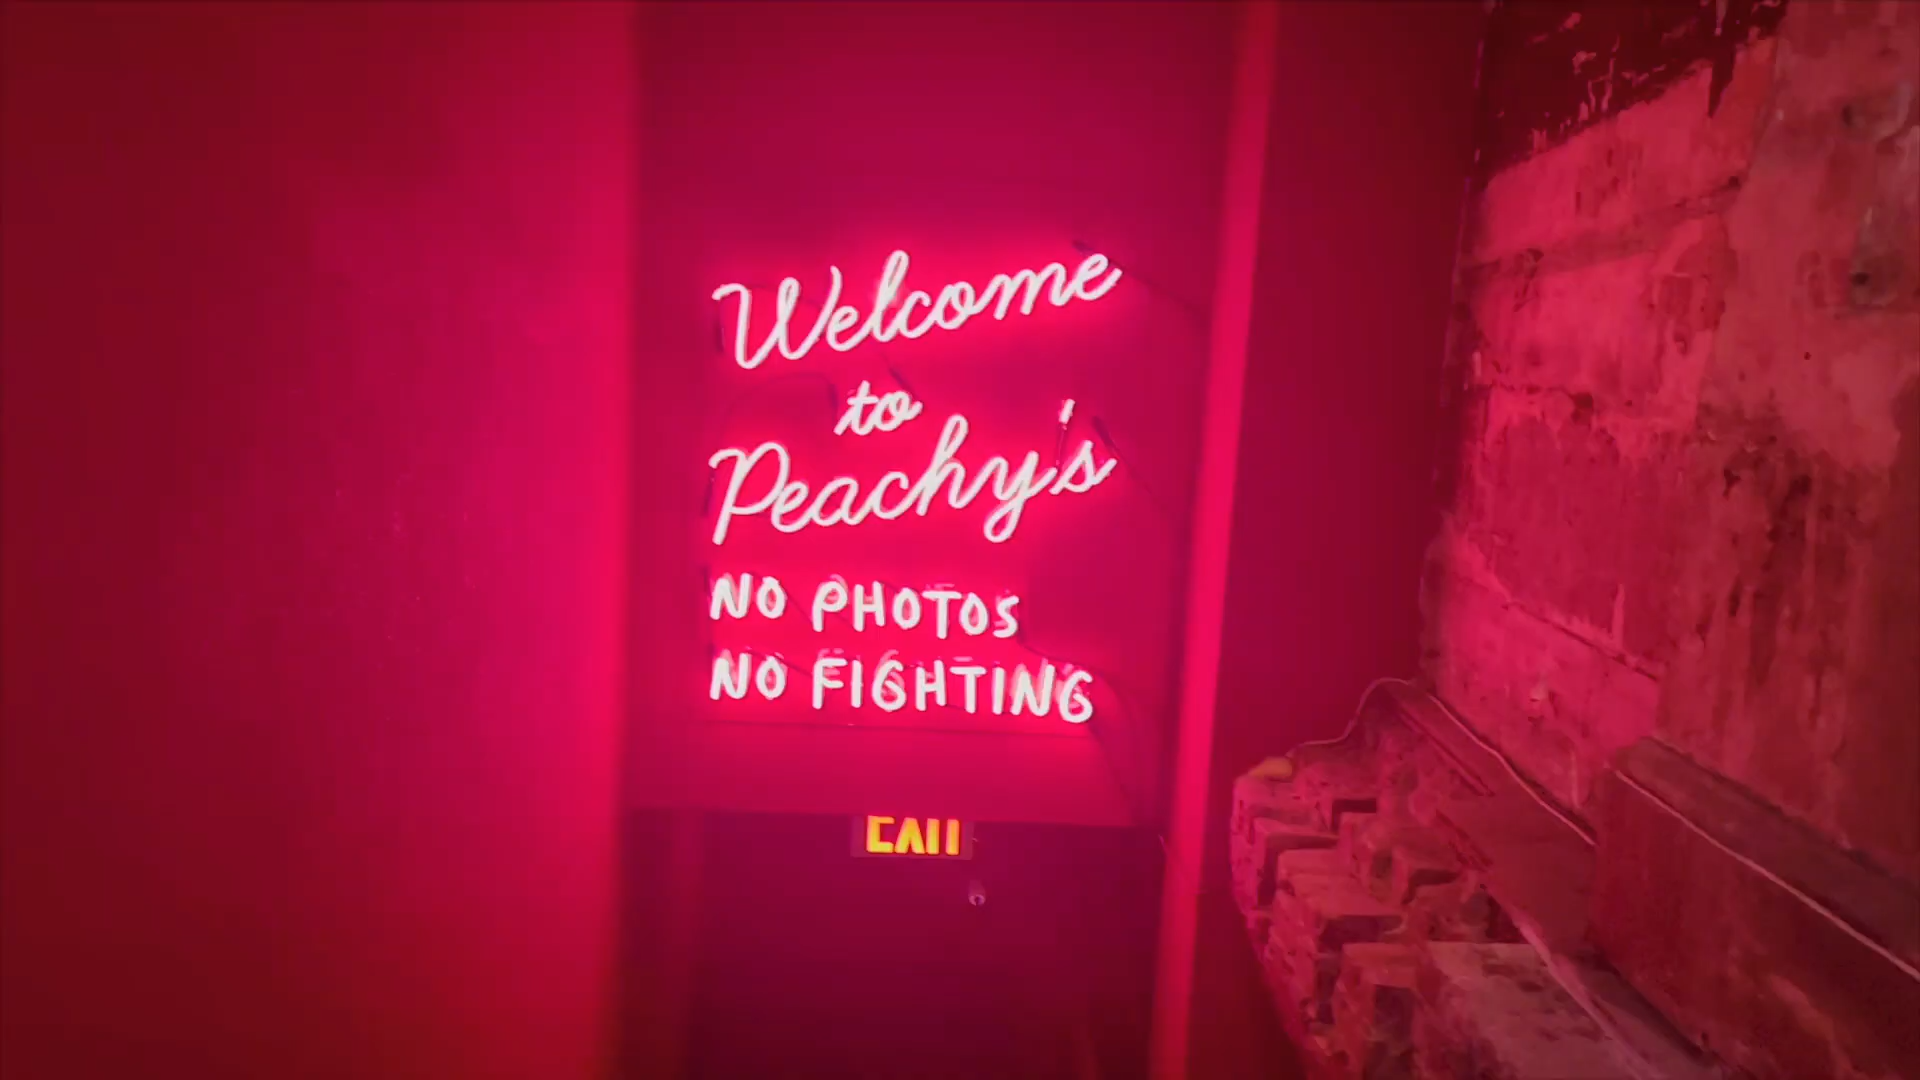 Welcome
to
Peachy's
NO PHOTOS
NO FIGHTING
EXIT